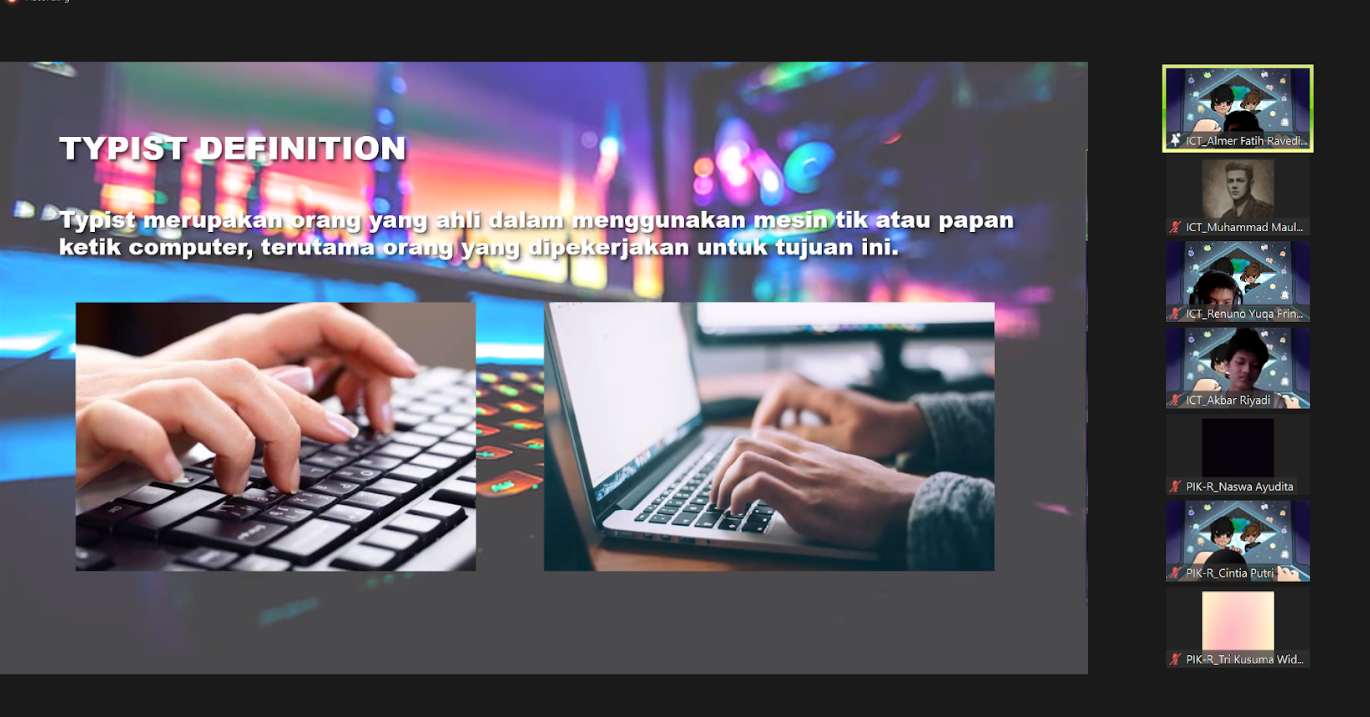 TYPIST DEFINITION
Typist merupakan orang yang ahli dalam menggunakan mesin tik atau papan
ketik computer, terutama orang yang dipekerjakan untuk tujuan ini.
ICT_Almer Fatih Ravedi...
ICT_Muhammad Maul...
ICT_Renuno Yuqa Frin...
ICT_Akbar Riyadi
PIK-R_Naswa Ayudita
PIK-R_Cintia Putri
PIK-R_Tri Kusuma Wid...